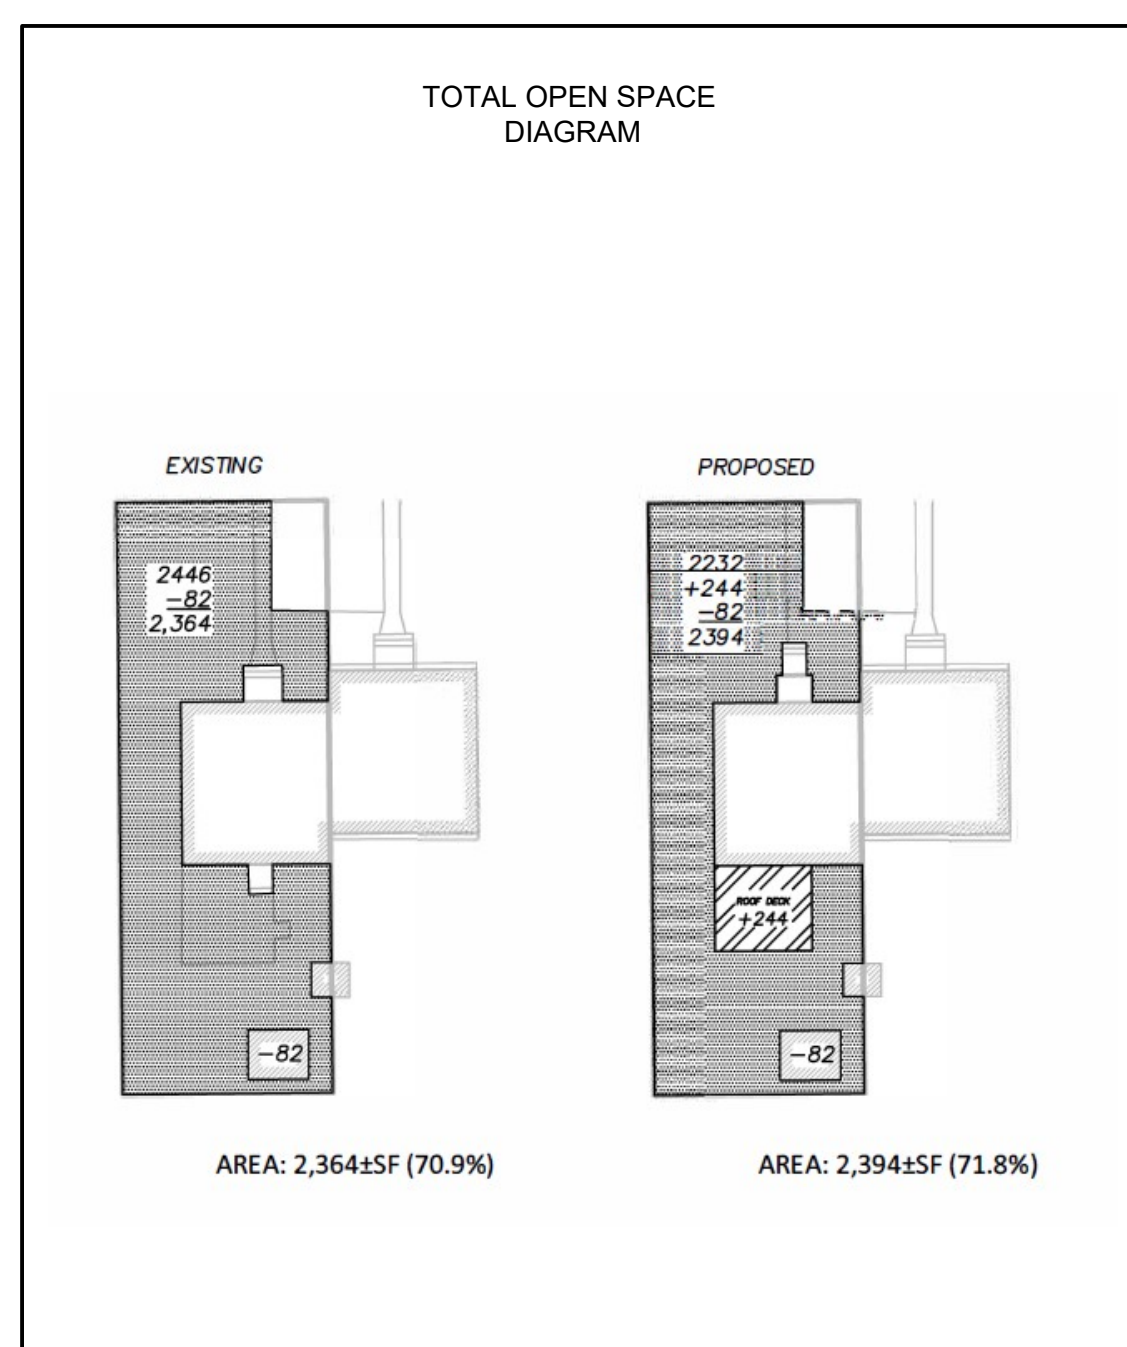 TOTAL OPEN SPACE
DIAGRAM
EXISTING
2446
−82
2,364
−82
AREA: 2,364±SF (70.9%)
PROPOSED
2232
+244
−82
2394
ROOF DECK
+244
−82
AREA: 2,394±SF (71.8%)